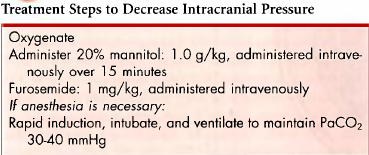 Treatment Steps to Decrease Intracranial Pressure
Oxygenate
Administer 20% mannitol: 1.0 g/kg, administered intrave-
nously over 15 minutes
Furosemide: 1 mg/kg, administered intravenously
If anesthesia is necessary:
Rapid induction, intubate, and ventilate to maintain PaCO₂
30-40 mmHg